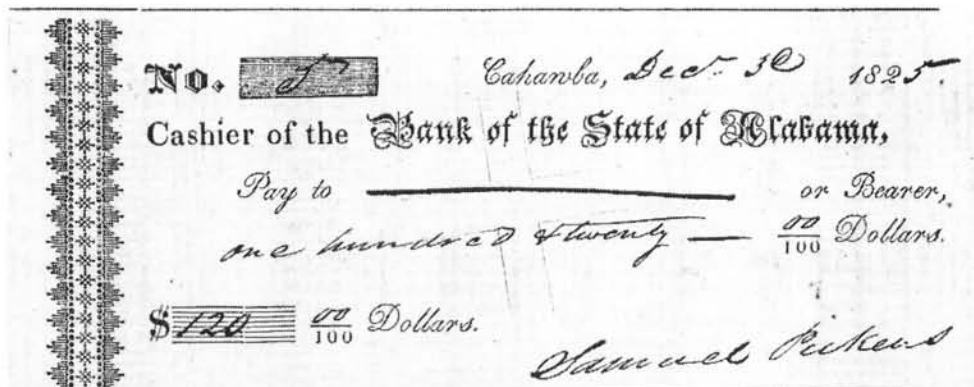 No. 5 Cahawba, Decr 30 1825.
Cashier of the Bank of the State of Alabama,
Pay to or Bearer,
one hundred & twenty 00/100 Dollars.
$120 00/100 Dollars.
Samuel Pickens